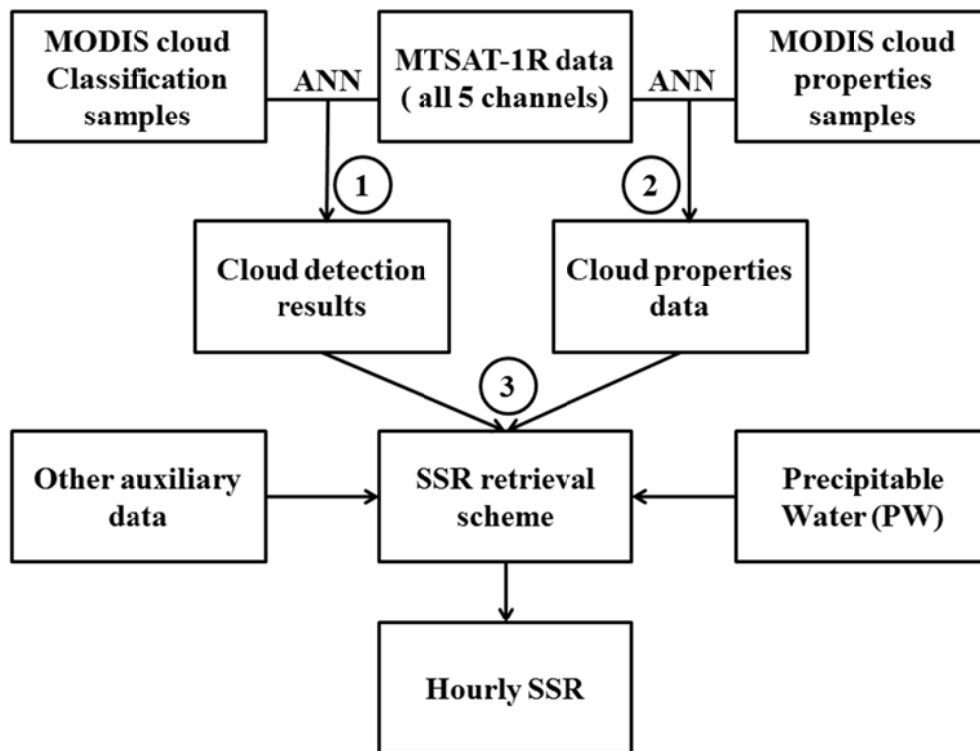 MODIS cloud
Classification
samples
ANN
MTSAT-1R data
( all 5 channels)
ANN
MODIS cloud
properties
samples
1
2
Cloud detection
results
Cloud properties
data
3
Other auxiliary
data
SSR retrieval
scheme
Precipitable
Water (PW)
Hourly SSR